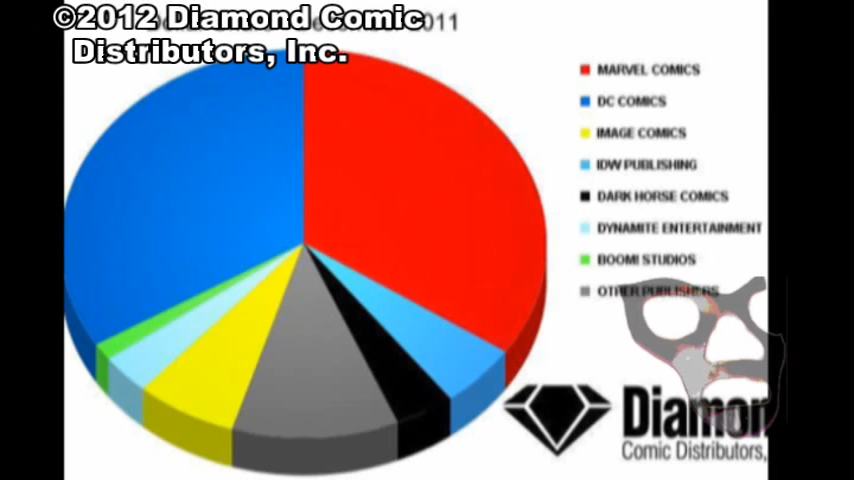 ©2012 Diamond Comic
Distributors, Inc.
2011
MARVEL COMICS
DC COMICS
IMAGE COMICS
IDW PUBLISHING
DARK HORSE COMICS
DYNAMITE ENTERTAINMENT
BOOM! STUDIOS
OTHER PUBLISHERS
Diamon
Comic Distributors,